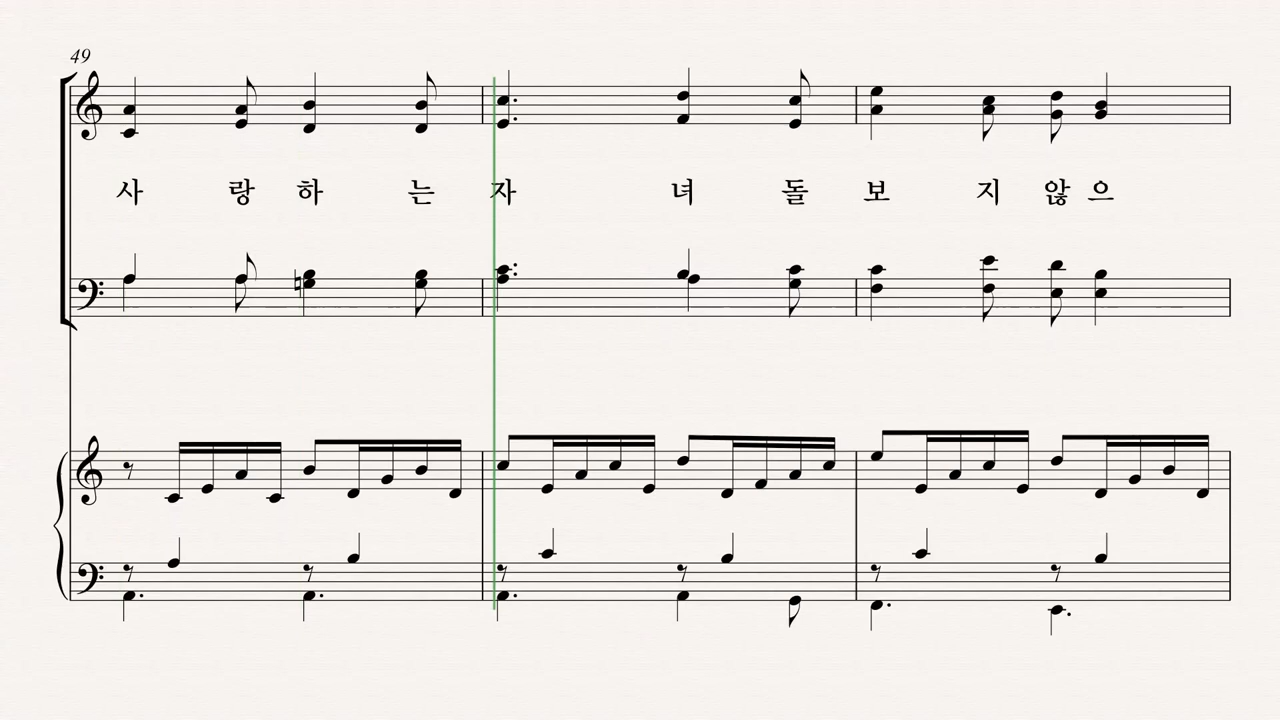 49
사 랑 하 는 자 녀 돌 보 지 않 으